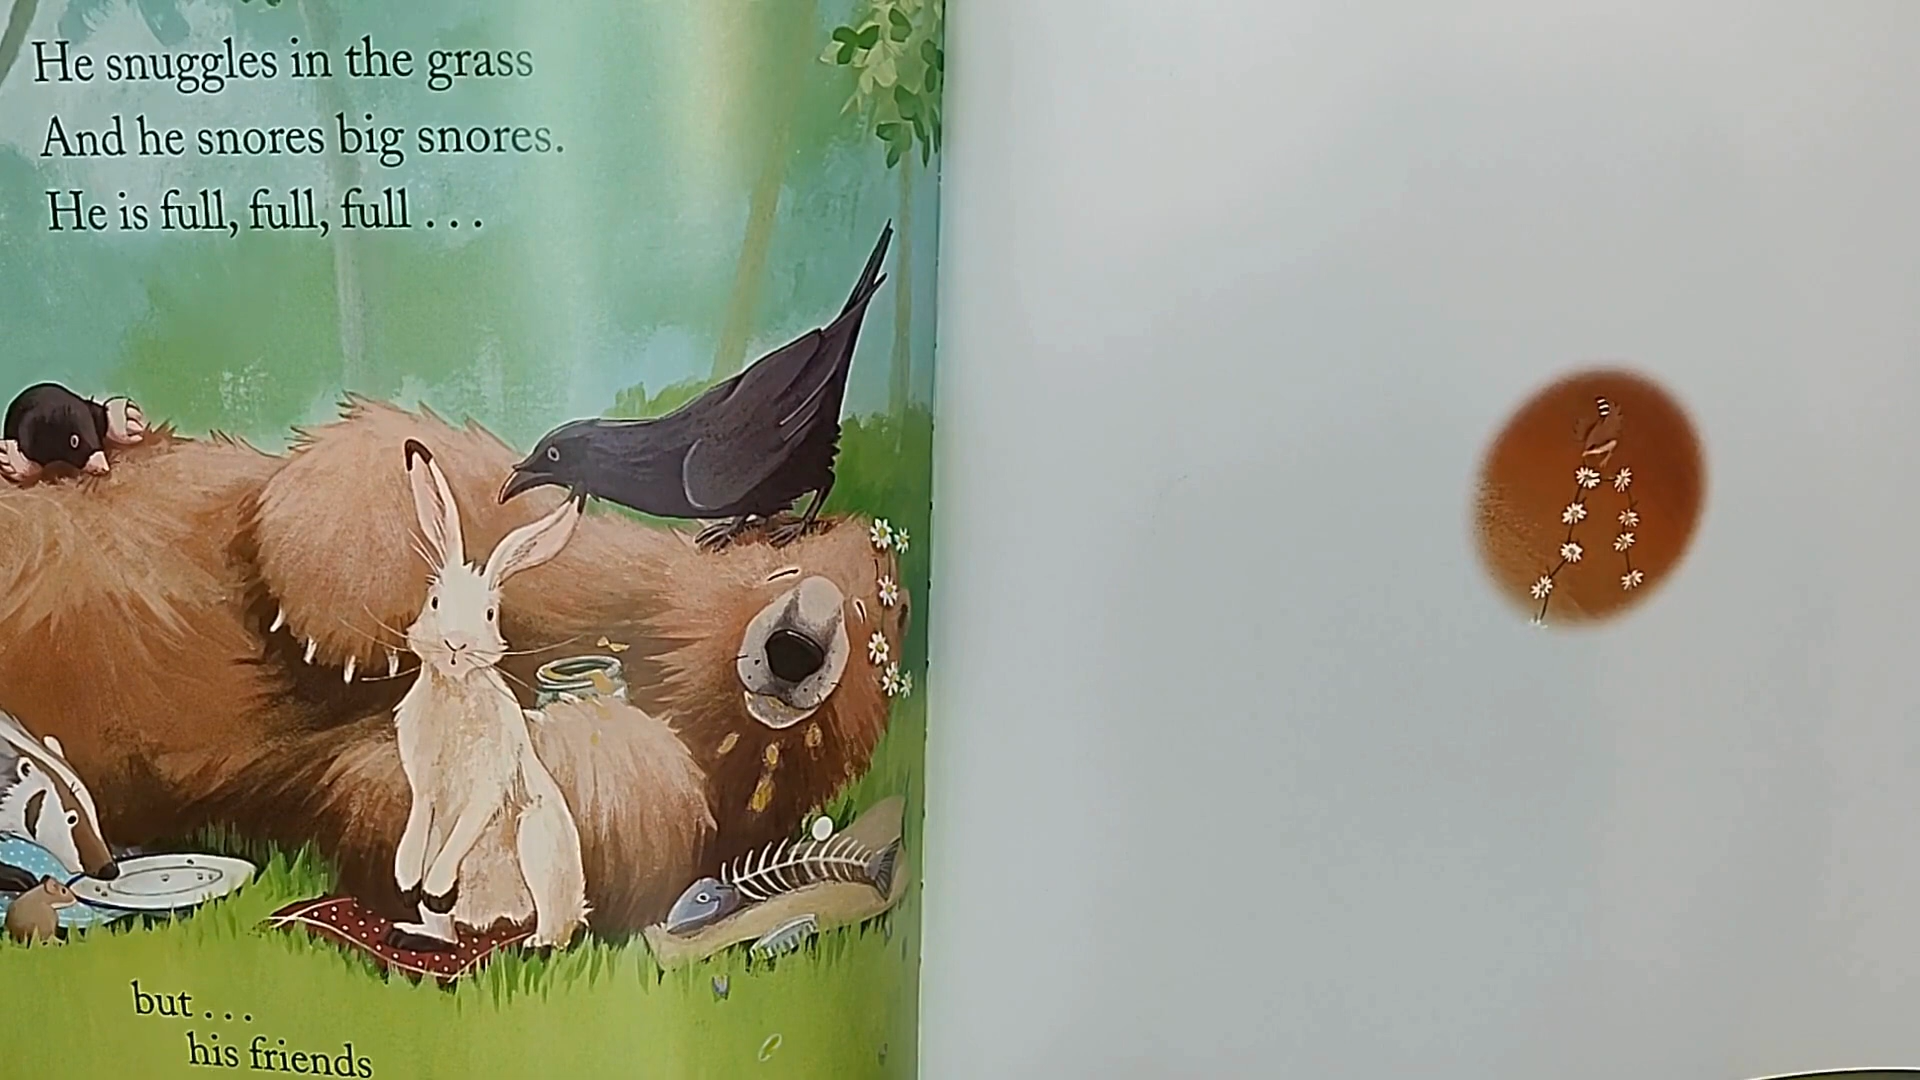 He snuggles in the grass
And he snores big snores.
He is full, full, full . . .
but . . .
his friends